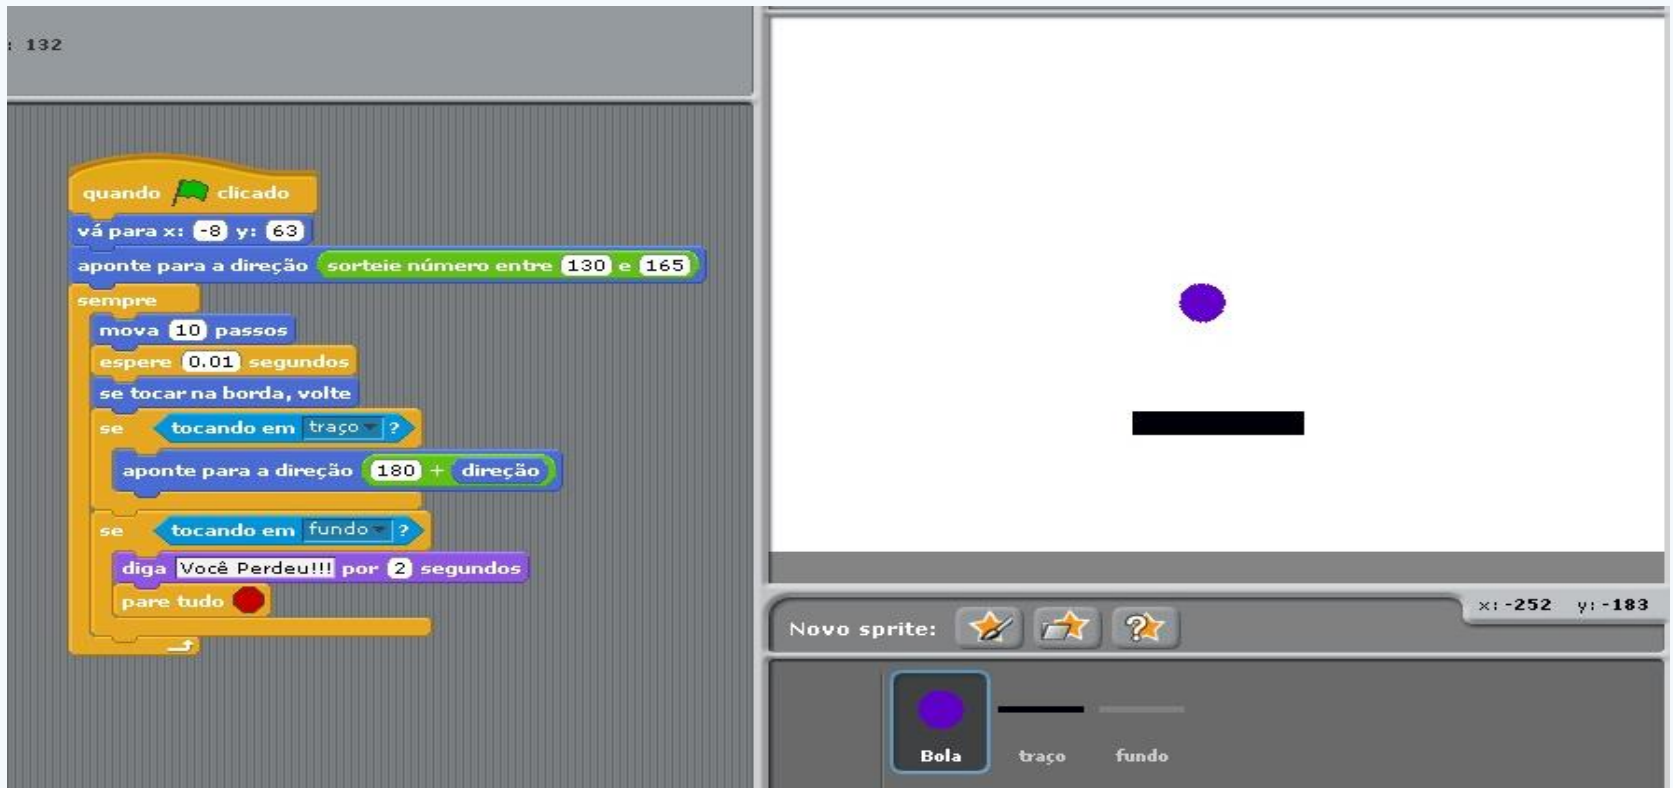 : 132
quando clicado
vá para x: -8 y: 63
aponte para a direção sorteie número entre 130 e 165
sempre
mova 10 passos
espere 0.01 segundos
se tocar na borda, volte
se tocando em traço ?
aponte para a direção 180 + direção
se tocando em fundo ?
diga Você Perdeu!!! por 2 segundos
pare tudo
x: -252 y: -183
Novo sprite:
Bola traço fundo